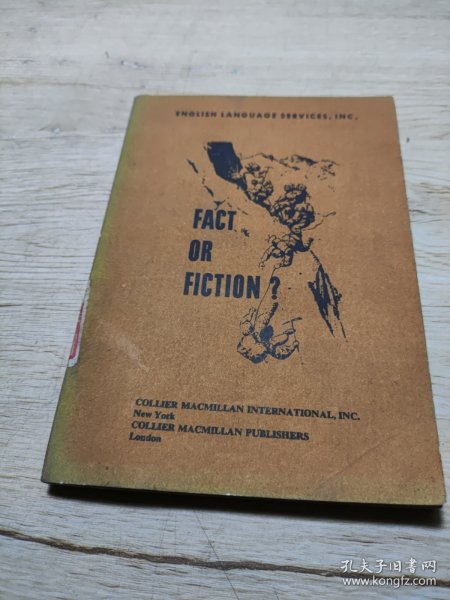 ENGLISH LANGUAGE SERVICES, INC.
FACT
OR
FICTION ?
COLLIER MACMILLAN INTERNATIONAL, INC.
New York
COLLIER MACMILLAN PUBLISHERS
London
孔夫子旧书网
www.kongfz.com